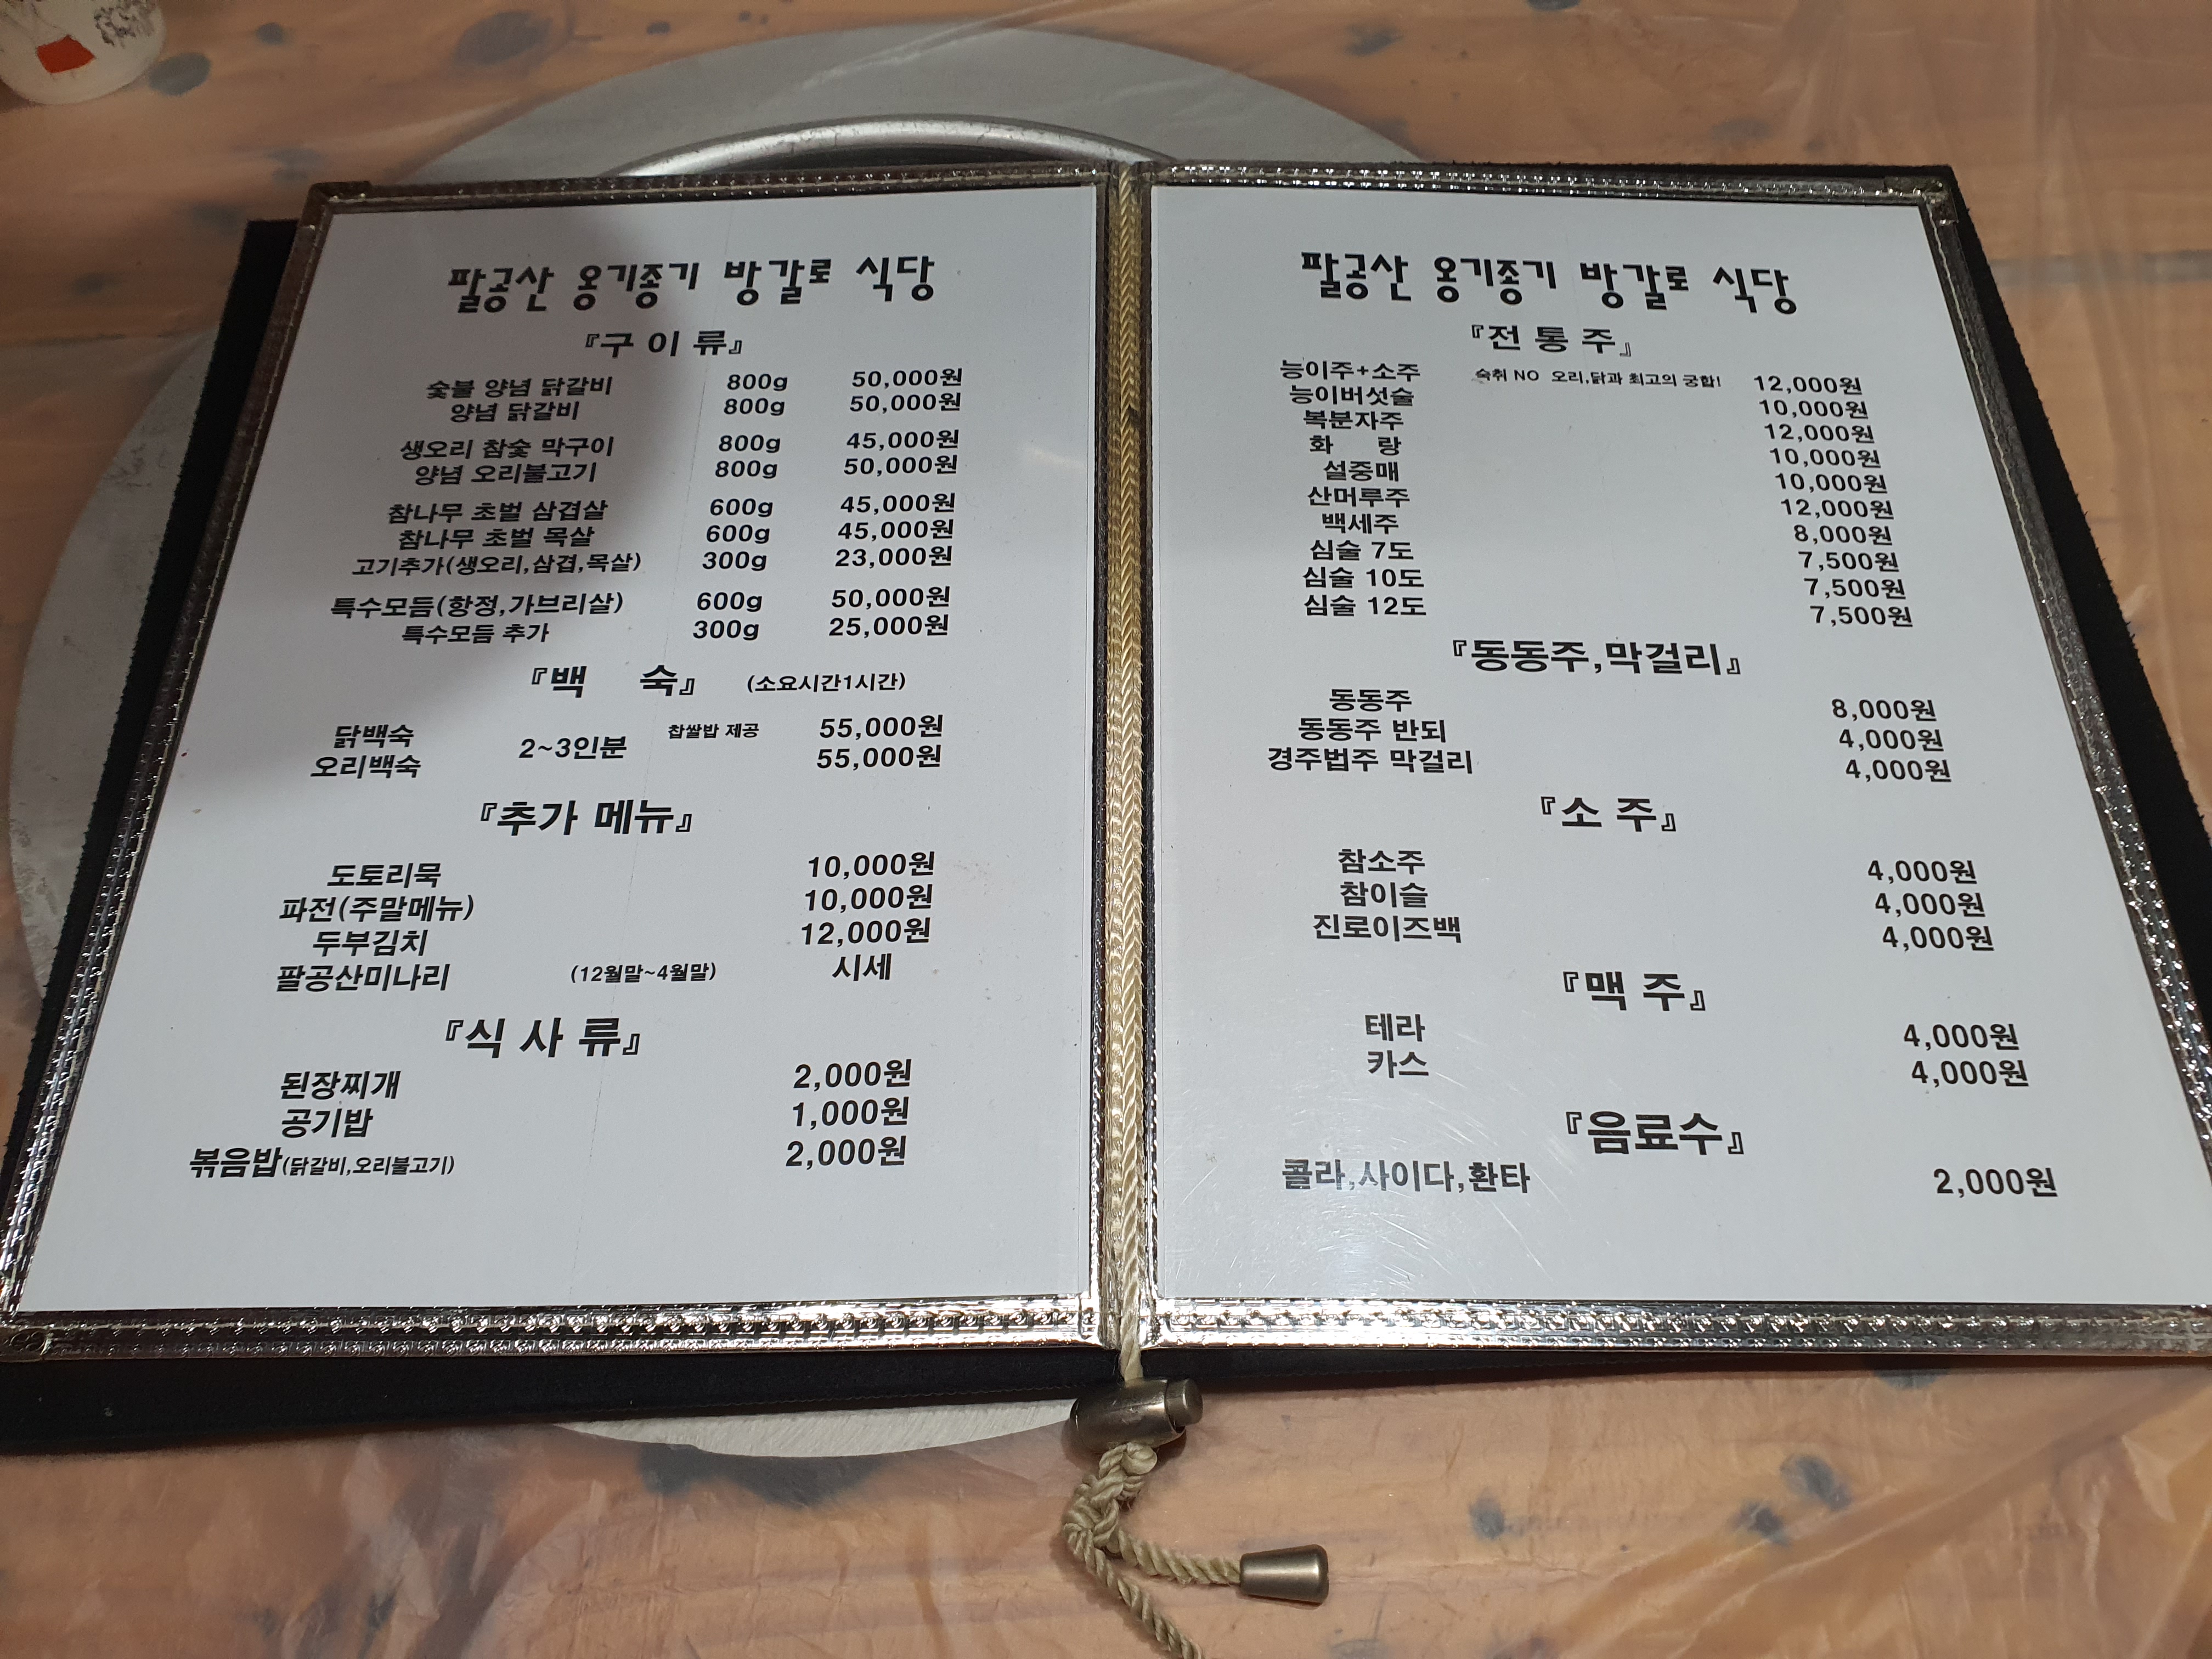 팔공산 옹기종기 방갈로 식당
『구 이 류』
숯불 양념 닭갈비 800g 50,000원
양념 닭갈비 800g 50,000원
생오리 참숯 막구이 800g 45,000원
양념 오리불고기 800g 50,000원
참나무 초벌 삼겹살 600g 45,000원
참나무 초벌 목살 600g 45,000원
고기추가(생오리,삼겹,목살) 300g 23,000원
특수모듬(항정,가브리살) 600g 50,000원
특수모듬 추가 300g 25,000원
『백 숙』 (소요시간1시간)
닭백숙 2~3인분 찹쌀밥 제공 55,000원
오리백숙 55,000원
『추가 메뉴』
도토리묵 10,000원
파전(주말메뉴) 10,000원
두부김치 12,000원
팔공산미나리 (12월말~4월말) 시세
『식 사 류』
된장찌개 2,000원
공기밥 1,000원
볶음밥(닭갈비,오리불고기) 2,000원
팔공산 옹기종기 방갈로 식당
『전 통 주』
능이주+소주 숙취 NO 오리,닭과 최고의 궁합! 12,000원
능이버섯술 10,000원
복분자주 12,000원
화 랑 10,000원
설중매 10,000원
산머루주 12,000원
백세주 8,000원
심술 7도 7,500원
심술 10도 7,500원
심술 12도 7,500원
『동동주,막걸리』
동동주 8,000원
동동주 반되 4,000원
경주법주 막걸리 4,000원
『소 주』
참소주 4,000원
참이슬 4,000원
진로이즈백 4,000원
『맥 주』
테라 4,000원
카스 4,000원
『음료수』
콜라,사이다,환타 2,000원